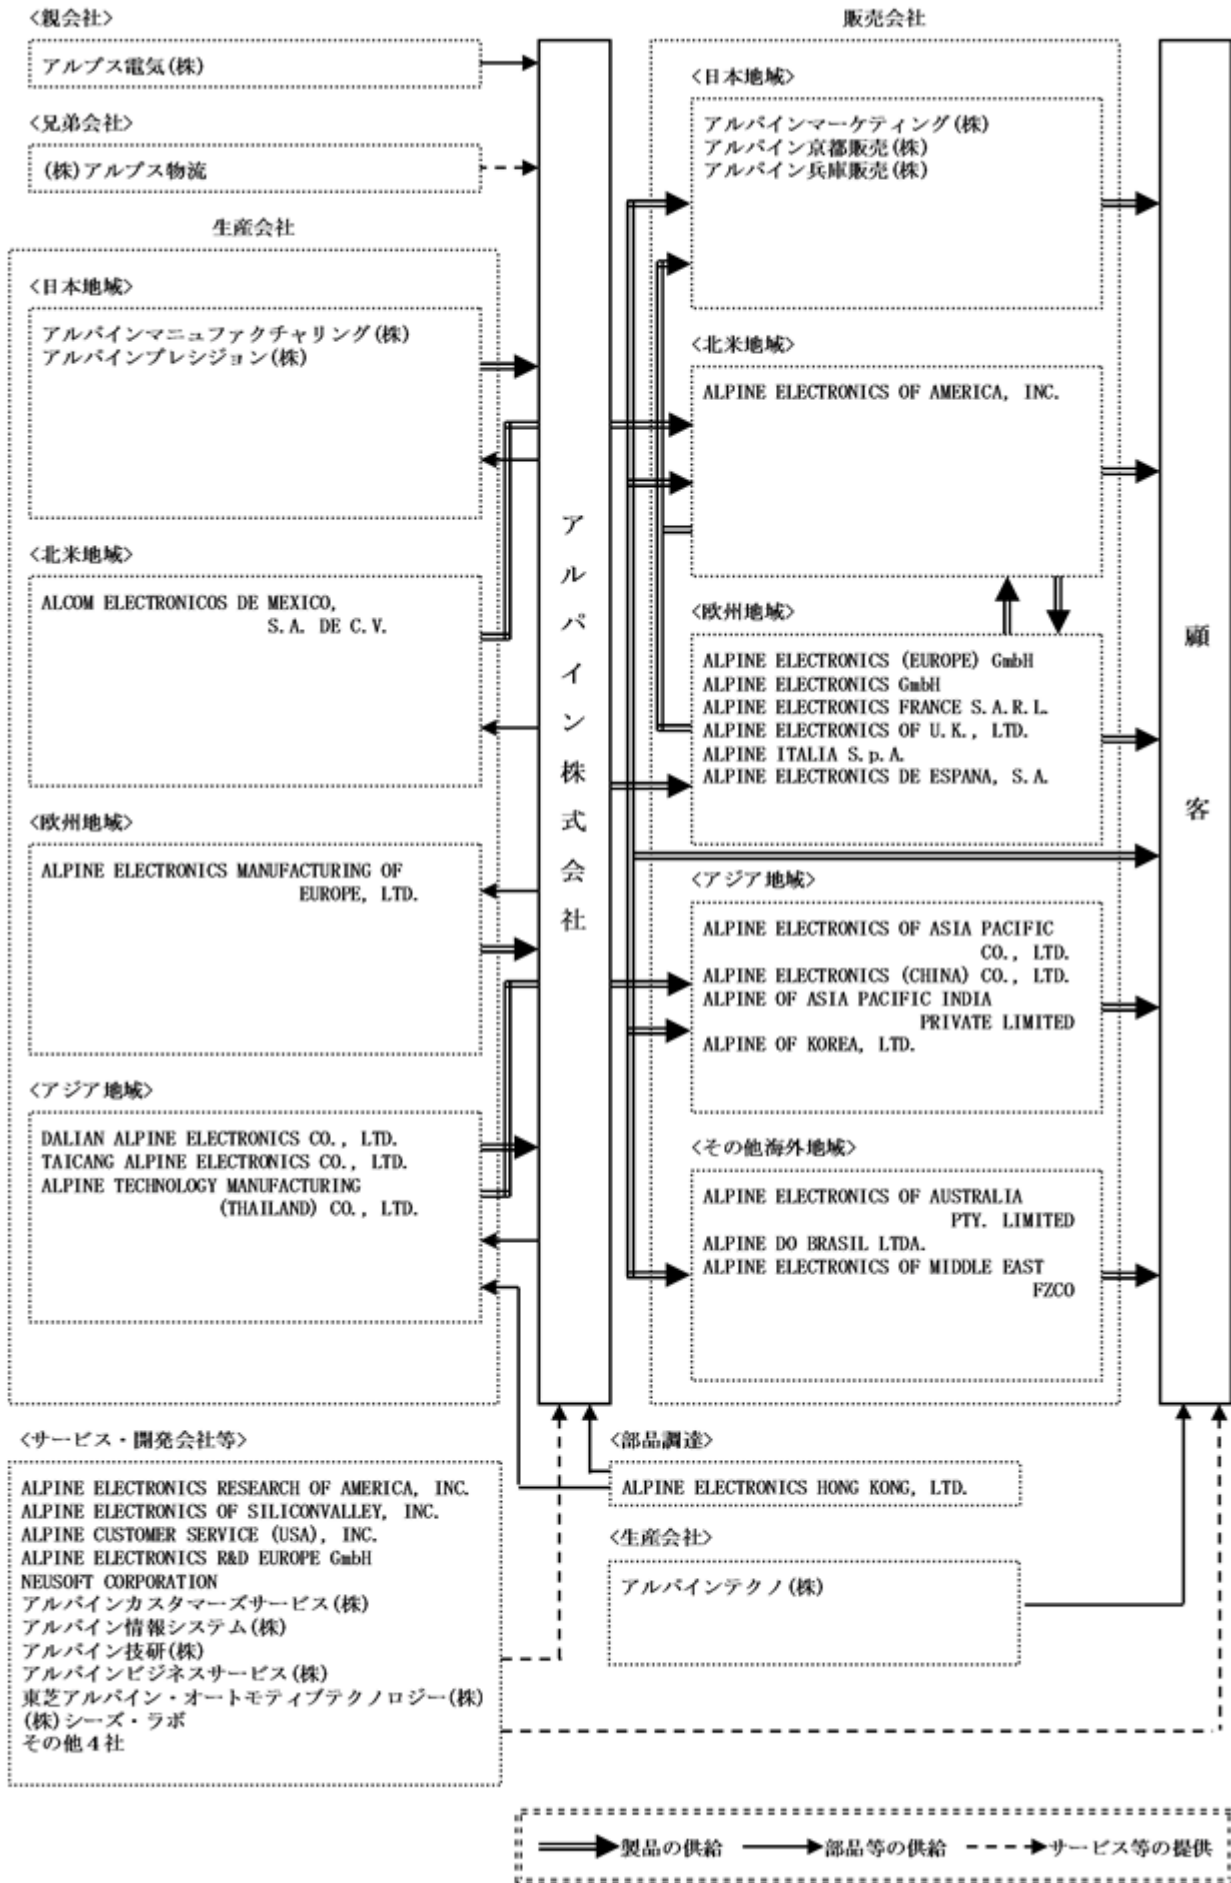 <親会社>
アルプス電気(株)
<兄弟会社>
(株)アルプス物流
生産会社
<日本地域>
アルパインマニュファクチャリング(株)
アルパインプレシジョン(株)
<北米地域>
ALCOM ELECTRONICOS DE MEXICO,
S.A. DE C.V.
<欧州地域>
ALPINE ELECTRONICS MANUFACTURING OF
EUROPE, LTD.
<アジア地域>
DALIAN ALPINE ELECTRONICS CO., LTD.
TAICANG ALPINE ELECTRONICS CO., LTD.
ALPINE TECHNOLOGY MANUFACTURING
(THAILAND) CO., LTD.
アルパイン株式会社
販売会社
<日本地域>
アルパインマーケティング(株)
アルパイン京都販売(株)
アルパイン兵庫販売(株)
<北米地域>
ALPINE ELECTRONICS OF AMERICA, INC.
<欧州地域>
ALPINE ELECTRONICS (EUROPE) GmbH
ALPINE ELECTRONICS GmbH
ALPINE ELECTRONICS FRANCE S.A.R.L.
ALPINE ELECTRONICS OF U.K., LTD.
ALPINE ITALIA S.p.A.
ALPINE ELECTRONICS DE ESPANA, S.A.
<アジア地域>
ALPINE ELECTRONICS OF ASIA PACIFIC
CO., LTD.
ALPINE ELECTRONICS (CHINA) CO., LTD.
ALPINE OF ASIA PACIFIC INDIA
PRIVATE LIMITED
ALPINE OF KOREA, LTD.
<その他海外地域>
ALPINE ELECTRONICS OF AUSTRALIA
PTY. LIMITED
ALPINE DO BRASIL LTDA.
ALPINE ELECTRONICS OF MIDDLE EAST
FZCO
顧客
<サービス・開発会社等>
ALPINE ELECTRONICS RESEARCH OF AMERICA, INC.
ALPINE ELECTRONICS OF SILICONVALLEY, INC.
ALPINE CUSTOMER SERVICE (USA), INC.
ALPINE ELECTRONICS R&D EUROPE GmbH
NEUSOFT CORPORATION
アルパインカスタマーズサービス(株)
アルパイン情報システム(株)
アルパイン技研(株)
アルパインビジネスサービス(株)
東芝アルパイン・オートモティブテクノロジー(株)
(株)シーズ・ラボ
その他4社
<部品調達>
ALPINE ELECTRONICS HONG KONG, LTD.
<生産会社>
アルパインテクノ(株)
製品の供給
部品等の供給
サービス等の提供